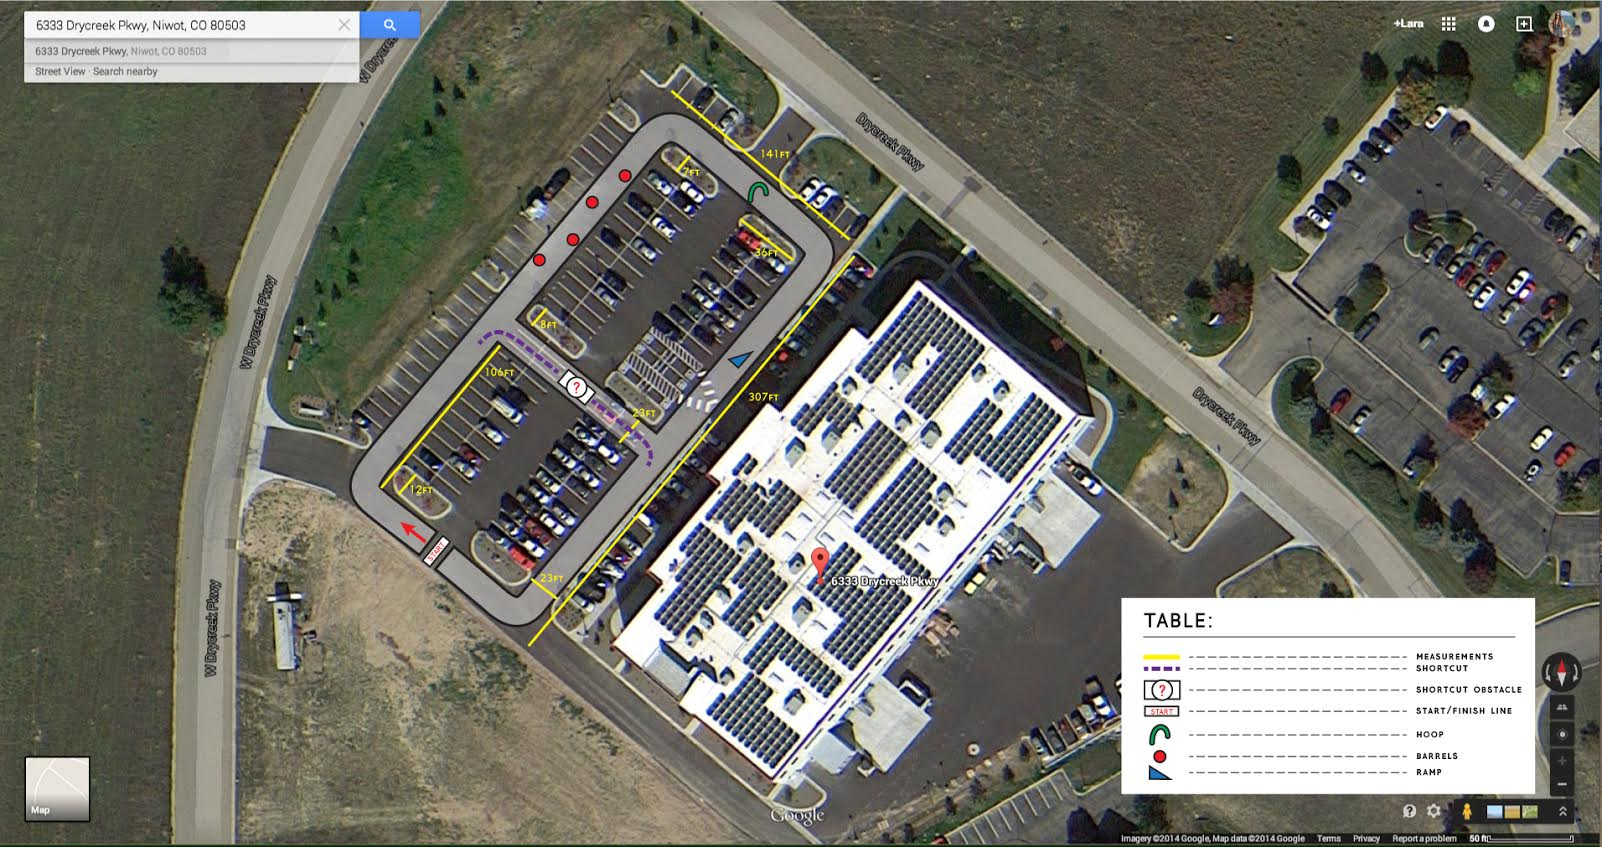 6333 Drycreek Pkwy, Niwot, CO 80503
6333 Drycreek Pkwy, Niwot, CO 80503
Street View · Search nearby
+Lara
W Drycreek
Drycreek Pkwy
141FT
7FT
36FT
W Drycreek Pkwy
8FT
106FT
?
23FT
307FT
Drycreek Pkwy
12FT
START
23FT
6333 Drycreek Pkwy
W Drycreek Pkwy
TABLE:
MEASUREMENTS
SHORTCUT
? SHORTCUT OBSTACLE
START START/FINISH LINE
HOOP
BARRELS
RAMP
Map
Google
Imagery ©2014 Google, Map data ©2014 Google Terms Privacy Report a problem 50 ft